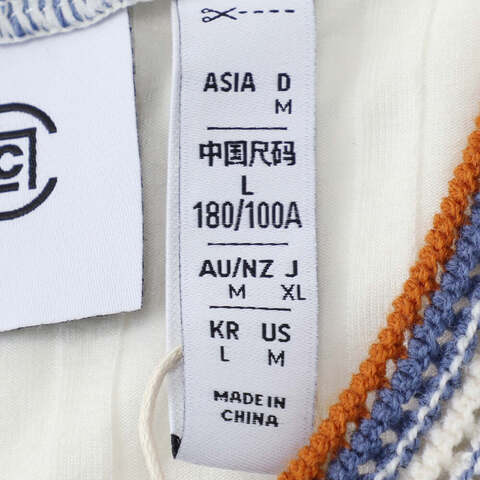 ASIA D
M
中国尺码
L
180/100A
AU/NZ J
M XL
KR US
L M
MADE IN
CHINA
C